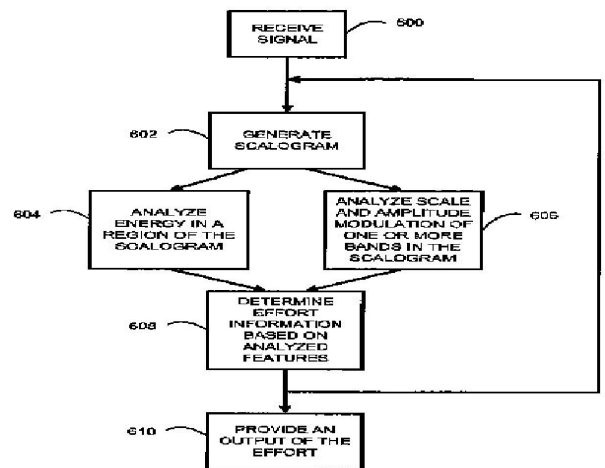 RECEIVE
SIGNAL
600
602
GENERATE
SCALOGRAM
604
ANALYZE
ENERGY IN A
REGION OF THE
SCALOGRAM
ANALYZE SCALE
AND AMPLITUDE
MODULATION OF
ONE OR MORE
BANDS IN THE
SCALOGRAM
606
608
DETERMINE
EFFORT
INFORMATION
BASED ON
ANALYZED
FEATURES
610
PROVIDE AN
OUTPUT OF THE
EFFORT